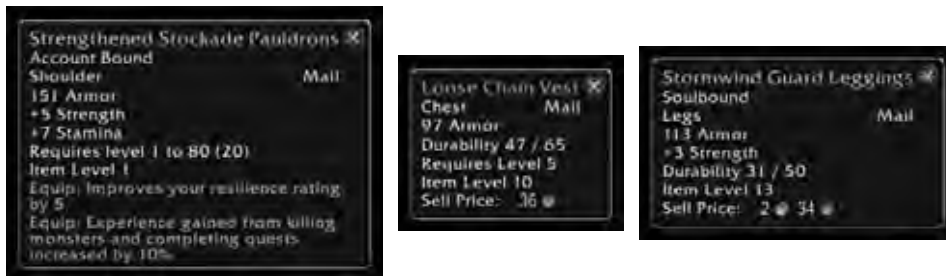 Strengthened Stockade Pauldrons
Account Bound
Shoulder Mail
151 Armor
+5 Strength
+7 Stamina
Requires level 1 to 80 (20)
Item Level 1
Equip: Improves your resilience rating
by 5
Equip: Experience gained from killing
monsters and completing quests
increased by 10%
Loose Chain Vest
Chest Mail
97 Armor
Durability 47 / 65
Requires Level 5
Item Level 10
Sell Price: 36
Stormwind Guard Leggings
Soulbound
Legs Mail
113 Armor
+3 Strength
Durability 31 / 50
Item Level 13
Sell Price: 2 34